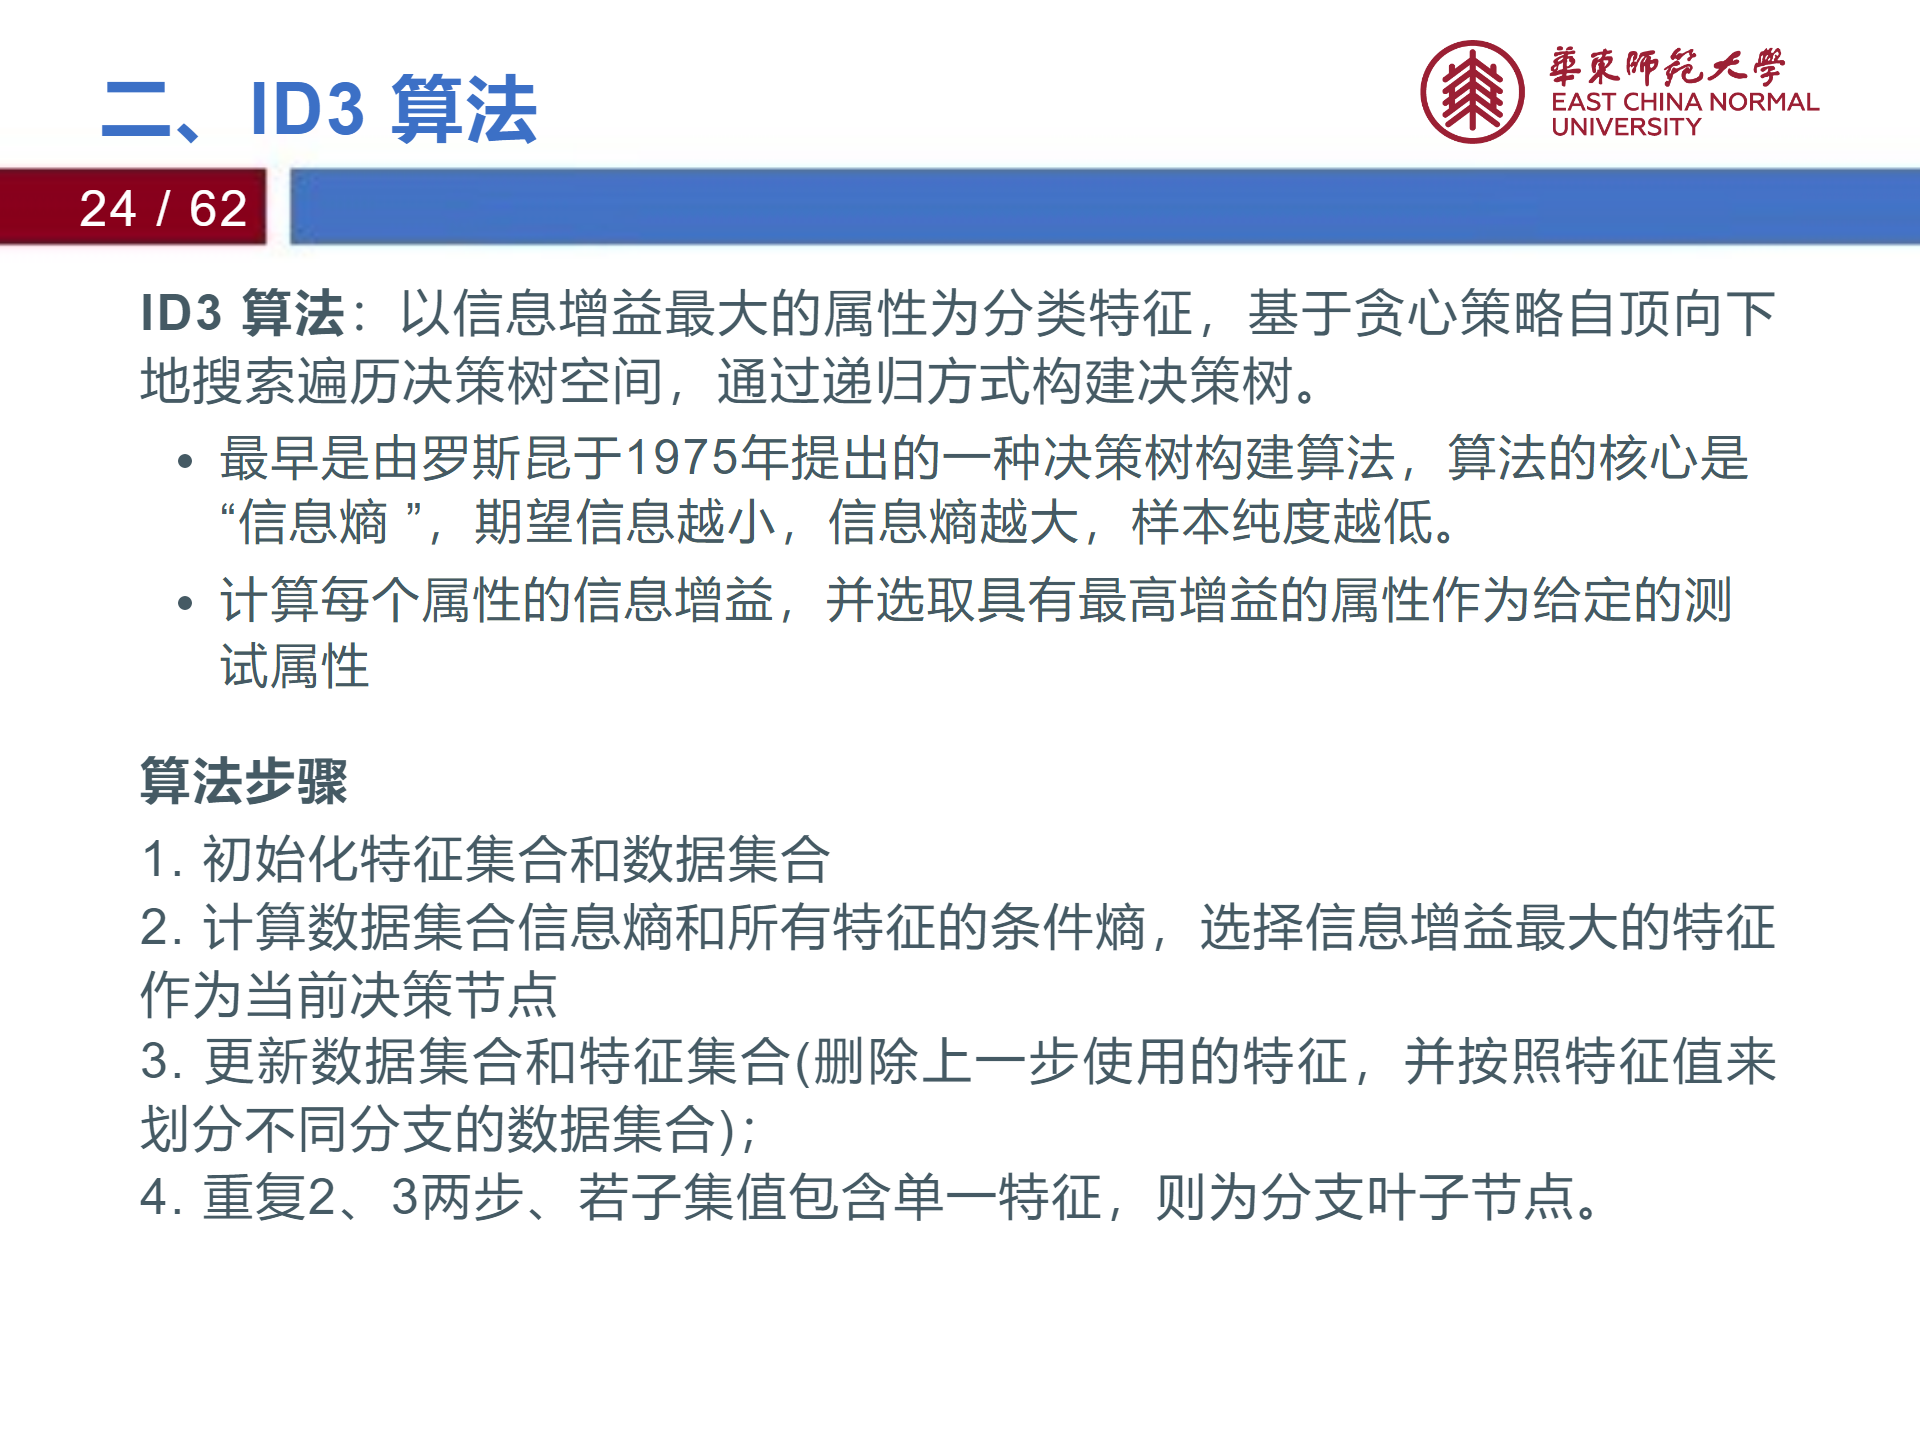 二、ID3 算法
華東師範大學
EAST CHINA NORMAL
UNIVERSITY
24 / 62
ID3 算法：以信息增益最大的属性为分类特征，基于贪心策略自顶向下
地搜索遍历决策树空间，通过递归方式构建决策树。
• 最早是由罗斯昆于1975年提出的一种决策树构建算法，算法的核心是
“信息熵 ”，期望信息越小，信息熵越大，样本纯度越低。
• 计算每个属性的信息增益，并选取具有最高增益的属性作为给定的测
试属性
算法步骤
1. 初始化特征集合和数据集合
2. 计算数据集合信息熵和所有特征的条件熵，选择信息增益最大的特征
作为当前决策节点
3. 更新数据集合和特征集合(删除上一步使用的特征，并按照特征值来
划分不同分支的数据集合)；
4. 重复2、3两步、若子集值包含单一特征，则为分支叶子节点。